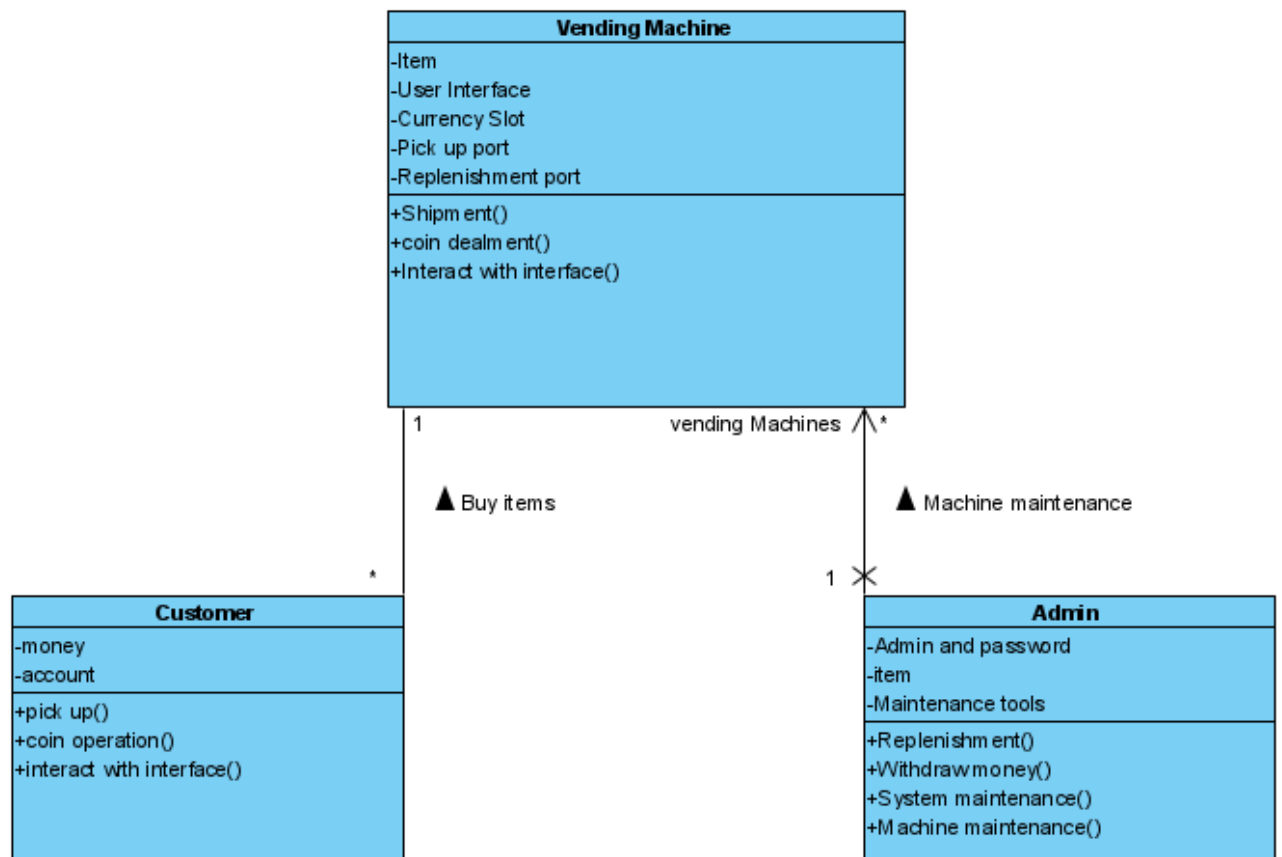 Vending Machine
-Item
-User Interface
-Currency Slot
-Pick up port
-Replenishment port
+Shipment()
+coin dealment()
+Interact with interface()
1
vending Machines
*
Buy items
Machine maintenance
*
1
Customer
-money
-account
+pick up()
+coin operation()
+interact with interface()
Admin
-Admin and password
-item
-Maintenance tools
+Replenishment()
+Withdraw money()
+System maintenance()
+Machine maintenance()